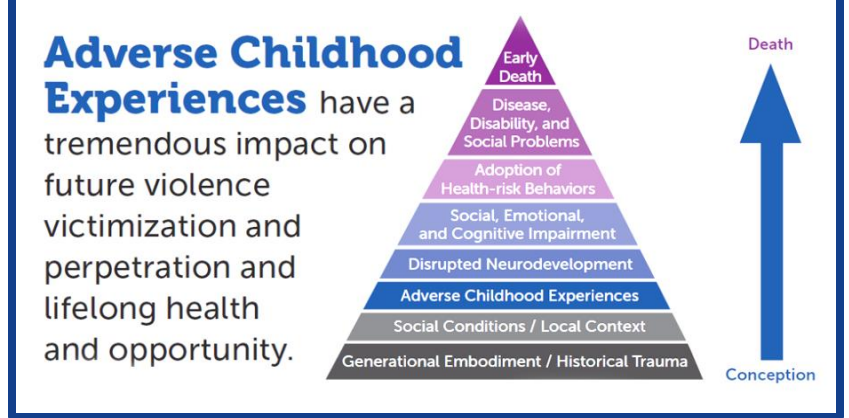 Adverse Childhood
Experiences have a
tremendous impact on
future violence
victimization and
perpetration and
lifelong health
and opportunity.
Early
Death
Disease,
Disability, and
Social Problems
Adoption of
Health-risk Behaviors
Social, Emotional,
and Cognitive Impairment
Disrupted Neurodevelopment
Adverse Childhood Experiences
Social Conditions / Local Context
Generational Embodiment / Historical Trauma
Death
Conception